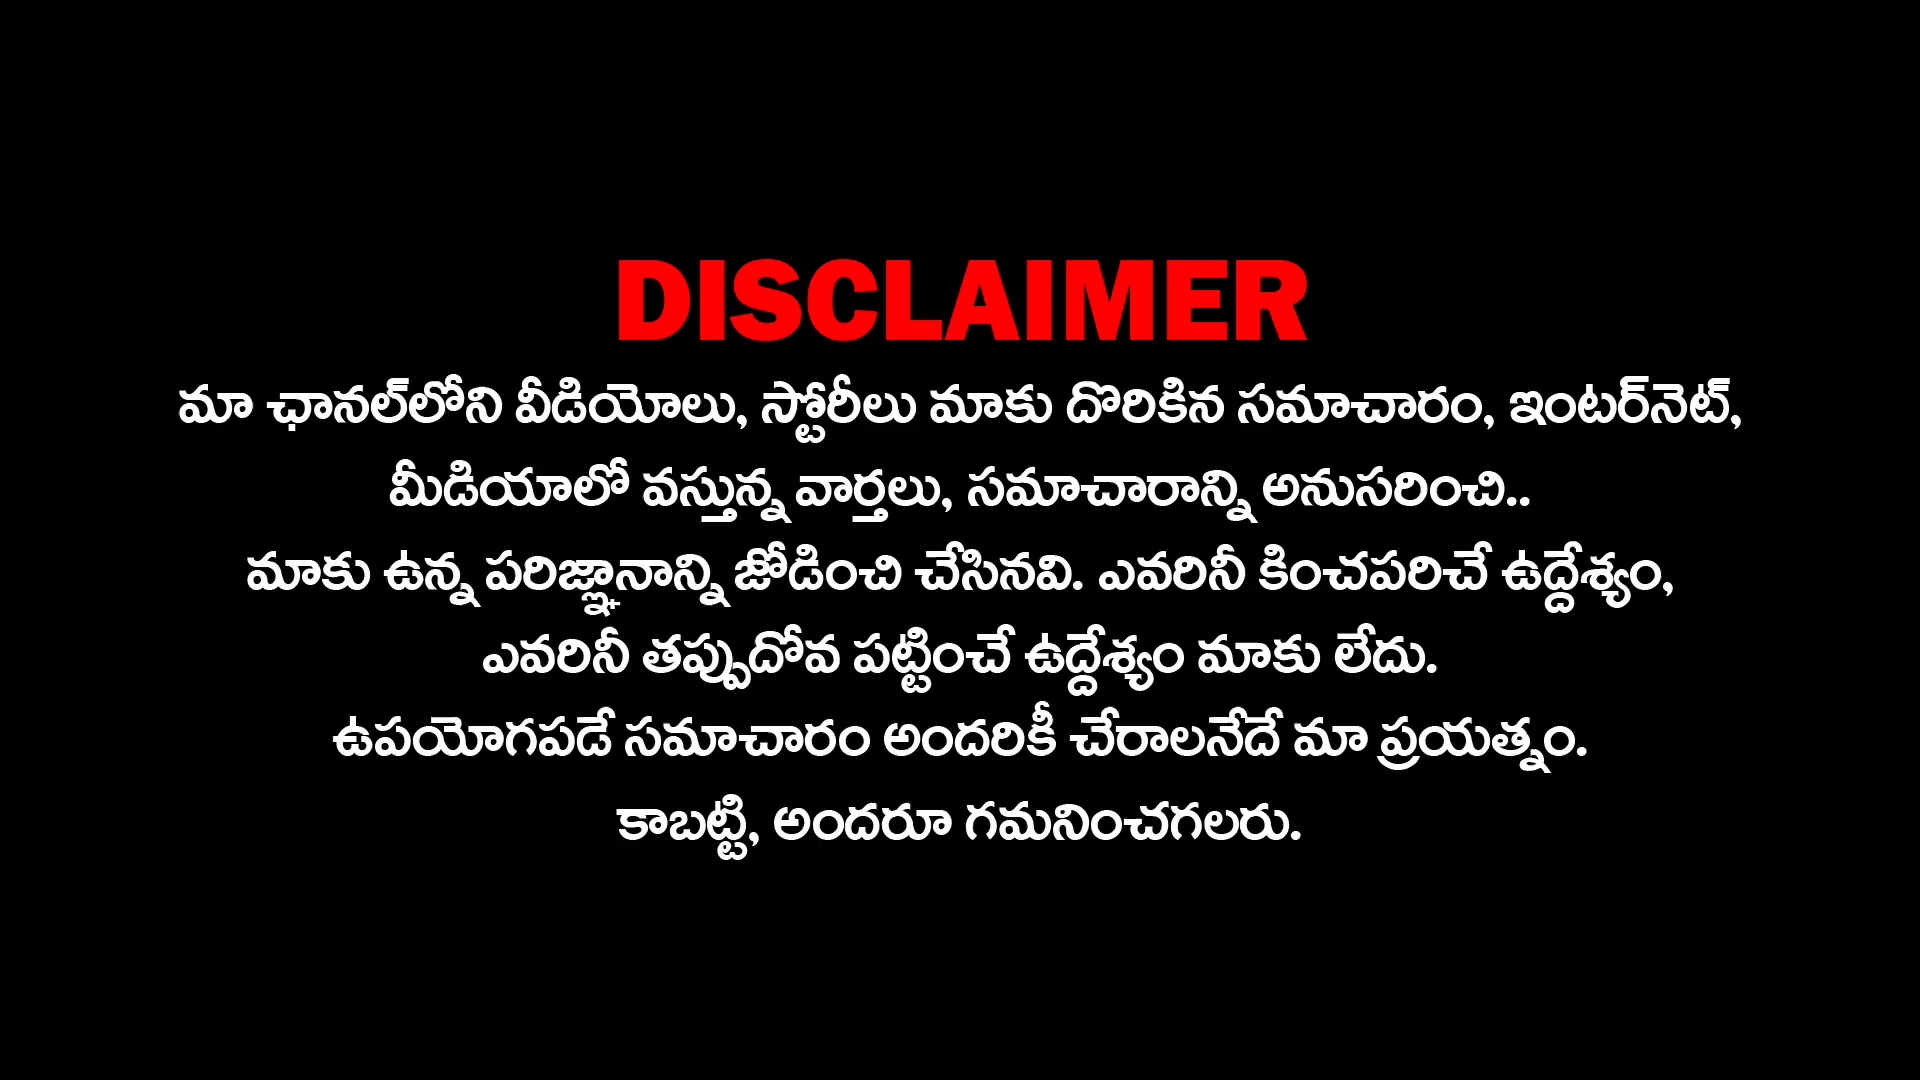 DISCLAIMER
మా ఛానల్‌లోని వీడియోలు, స్టోరీలు మాకు దొరికిన సమాచారం, ఇంటర్‌నెట్,
మీడియాలో వస్తున్న వార్తలు, సమాచారాన్ని అనుసరించి..
మాకు ఉన్న పరిజ్ఞానాన్ని జోడించి చేసినవి. ఎవరినీ కించపరిచే ఉద్దేశ్యం,
ఎవరినీ తప్పుదోవ పట్టించే ఉద్దేశ్యం మాకు లేదు.
ఉపయోగపడే సమాచారం అందరికీ చేరాలనేదే మా ప్రయత్నం.
కాబట్టి, అందరూ గమనించగలరు.